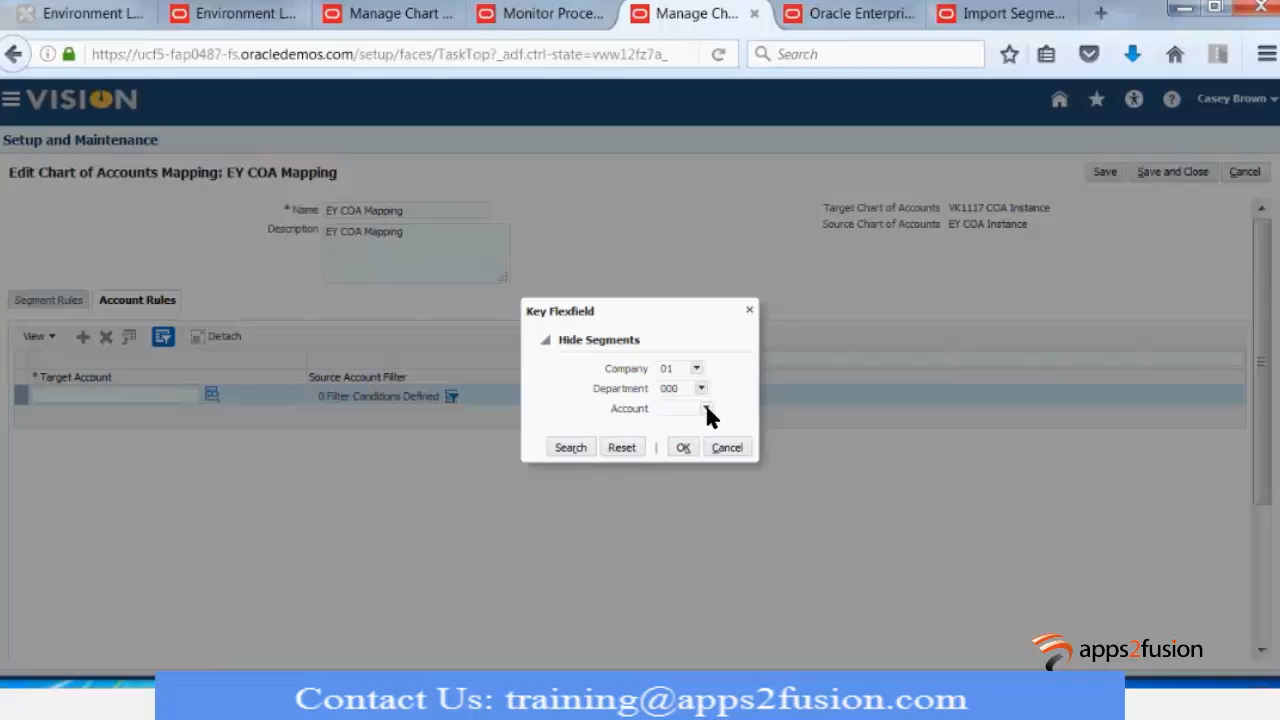 Environment L...
Environment L...
Manage Chart ...
Monitor Proce...
Manage Ch...
Oracle Enterpri...
Import Segme...
https://ucf5-fap0487-fs.oracledemos.com/setup/faces/TaskTop?_adf.ctrl-state=vww12fz7a_
Search
VISION
Casey Brown
Setup and Maintenance
Edit Chart of Accounts Mapping: EY COA Mapping
Save
Save and Close
Cancel
* Name EY COA Mapping
Description EY COA Mapping
Target Chart of Accounts VK1117 COA Instance
Source Chart of Accounts EY COA Instance
Segment Rules
Account Rules
View
Detach
* Target Account
Source Account Filter
0 Filter Conditions Defined
Key Flexfield
Hide Segments
Company 01
Department 000
Account
Search
Reset
OK
Cancel
apps2fusion
Contact Us: training@apps2fusion.com